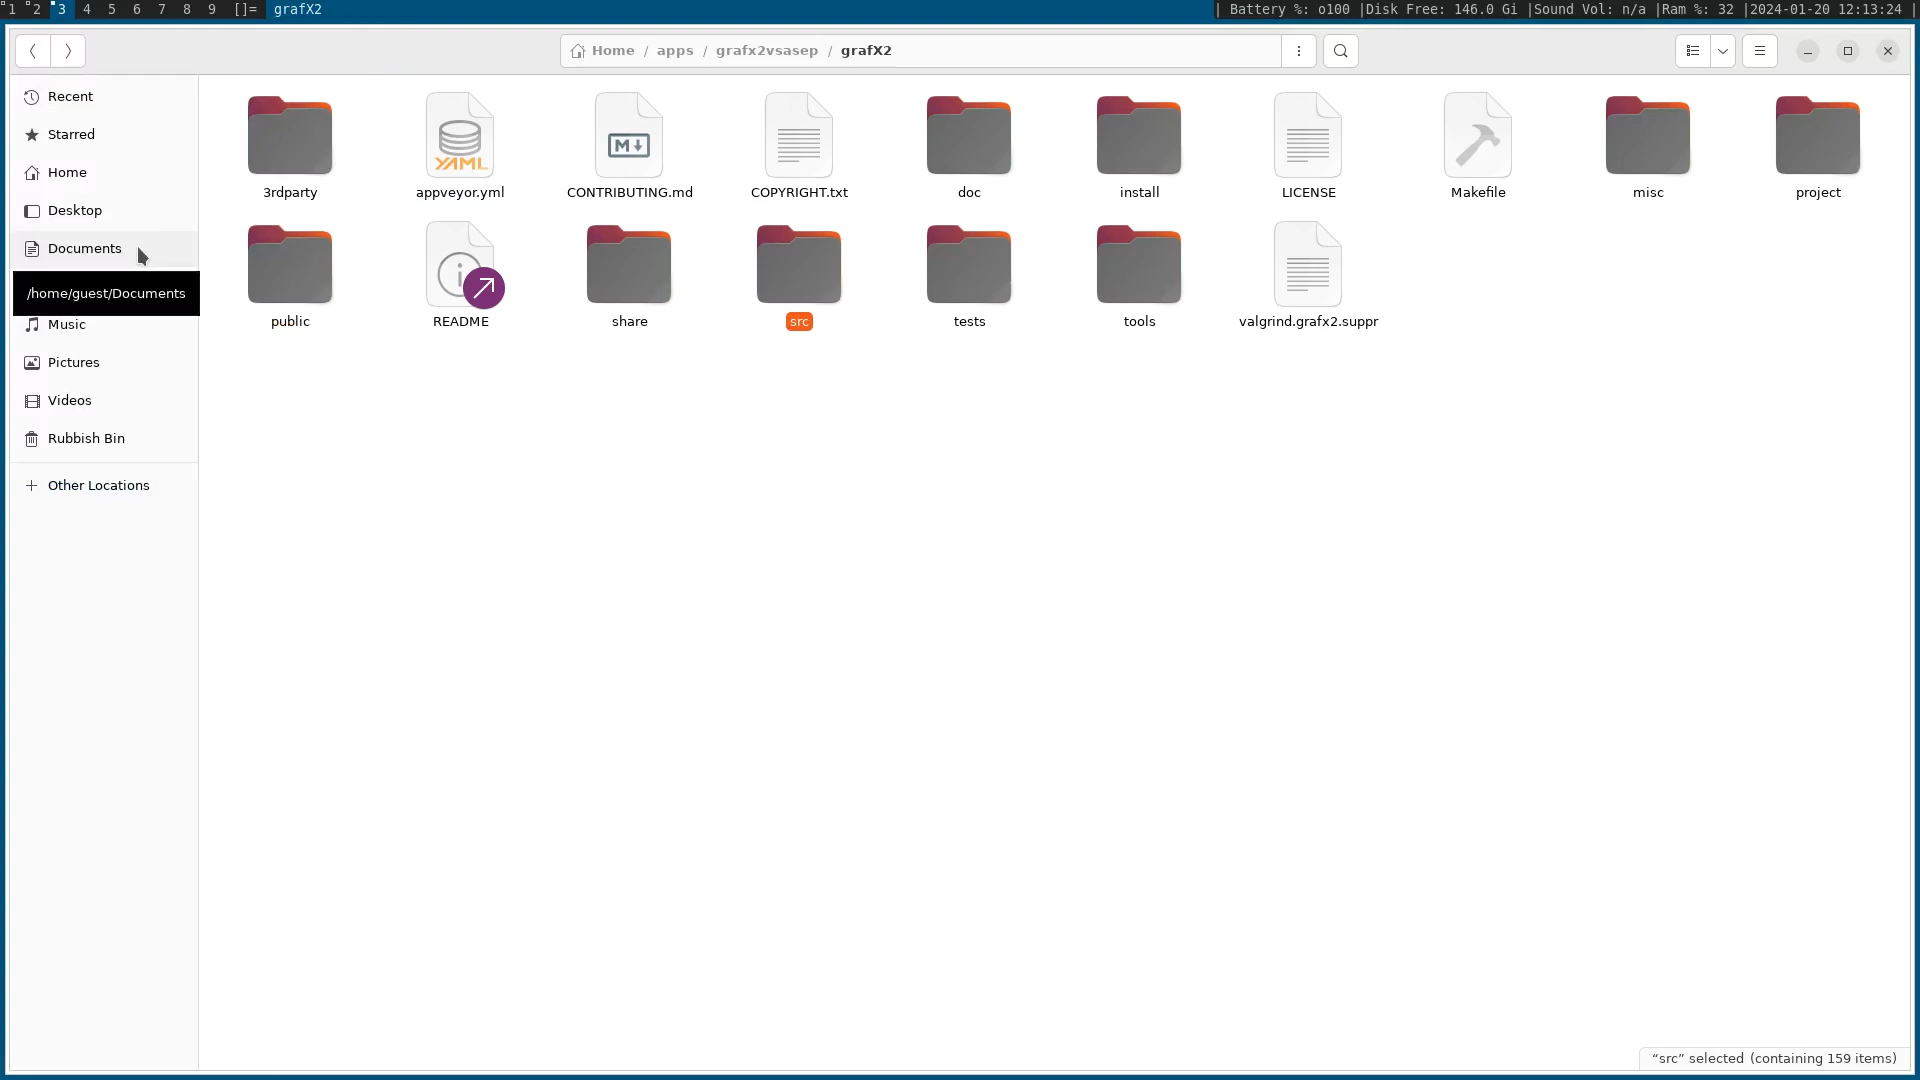 1 2 3 4 5 6 7 8 9 []= grafX2 | Battery %: o100 |Disk Free: 146.0 Gi |Sound Vol: n/a |Ram %: 32 |2024-01-20 12:13:24 |
Home / apps / grafx2vsasep / grafX2
Recent
Starred
Home
Desktop
Documents
/home/guest/Documents
Music
Pictures
Videos
Rubbish Bin
+ Other Locations
YAML
M
3rdparty appveyor.yml CONTRIBUTING.md COPYRIGHT.txt doc install LICENSE Makefile misc project
public README share src tests tools valgrind.grafx2.suppr
“src” selected (containing 159 items)